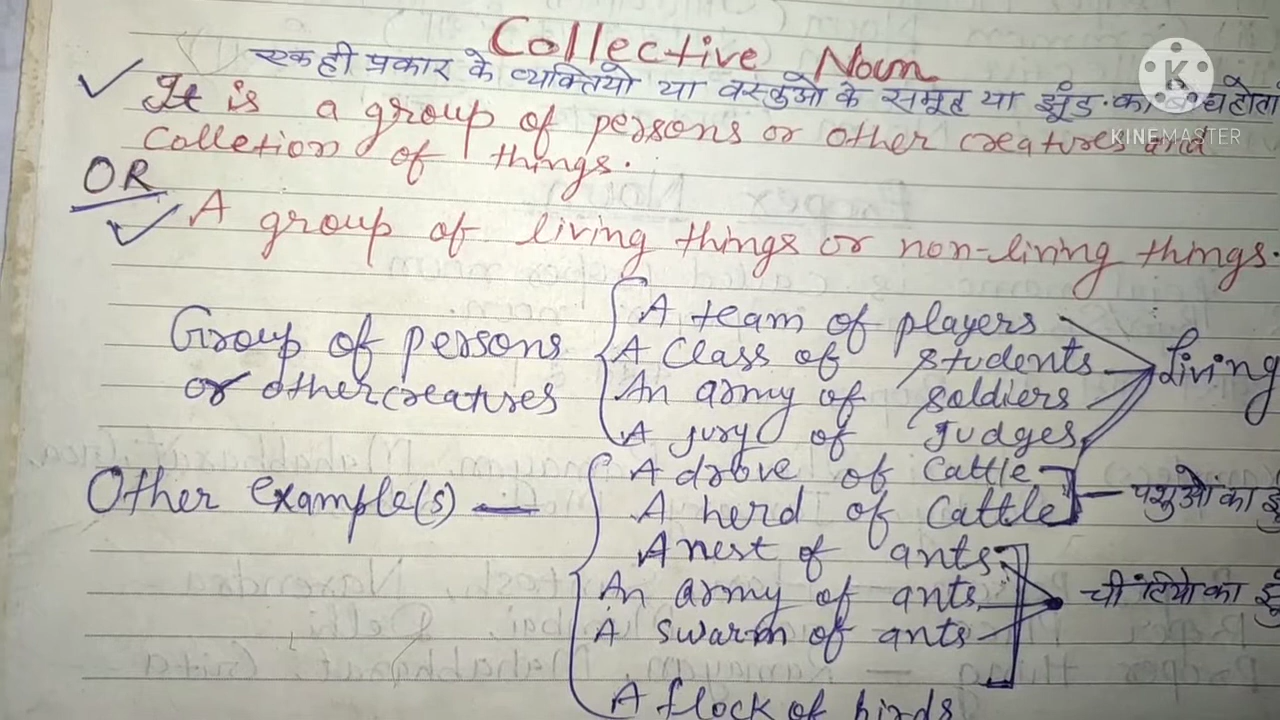 Collective Noun
एक ही प्रकार के व्यक्तियो या वस्तुओ के समूह या झुंड का बोध होता
It is a group of persons or other creatures and
Colletion of things.
OR
A group of living things or non-living things.
Group of persons
or other creatures
A team of players
A Class of students
An army of soldiers
A jury of Judges
Living
Other example(s) —
A drove of Cattle
A herd of Cattle
पशुओ का झुं
A nest of ants
An army of ants
A swarm of ants
ची टियो का झुं
A flock of birds
K
KINEMASTER